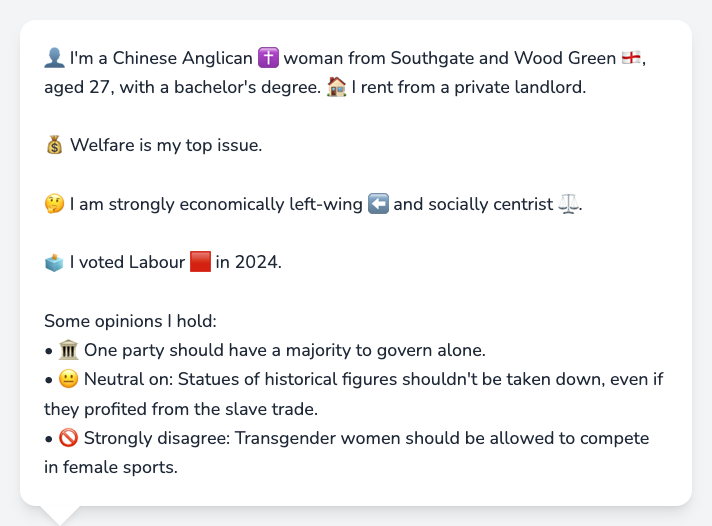 👤 I'm a Chinese Anglican ✝️ woman from Southgate and Wood Green 🏴󠁧󠁢󠁥󠁮󠁧󠁿,
aged 27, with a bachelor's degree. 🏠 I rent from a private landlord.
💰 Welfare is my top issue.
🤔 I am strongly economically left-wing ⬅️ and socially centrist ⚖️.
🗳️ I voted Labour 🟥 in 2024.
Some opinions I hold:
• 🏛️ One party should have a majority to govern alone.
• 😐 Neutral on: Statues of historical figures shouldn't be taken down, even if
they profited from the slave trade.
• 🚫 Strongly disagree: Transgender women should be allowed to compete
in female sports.